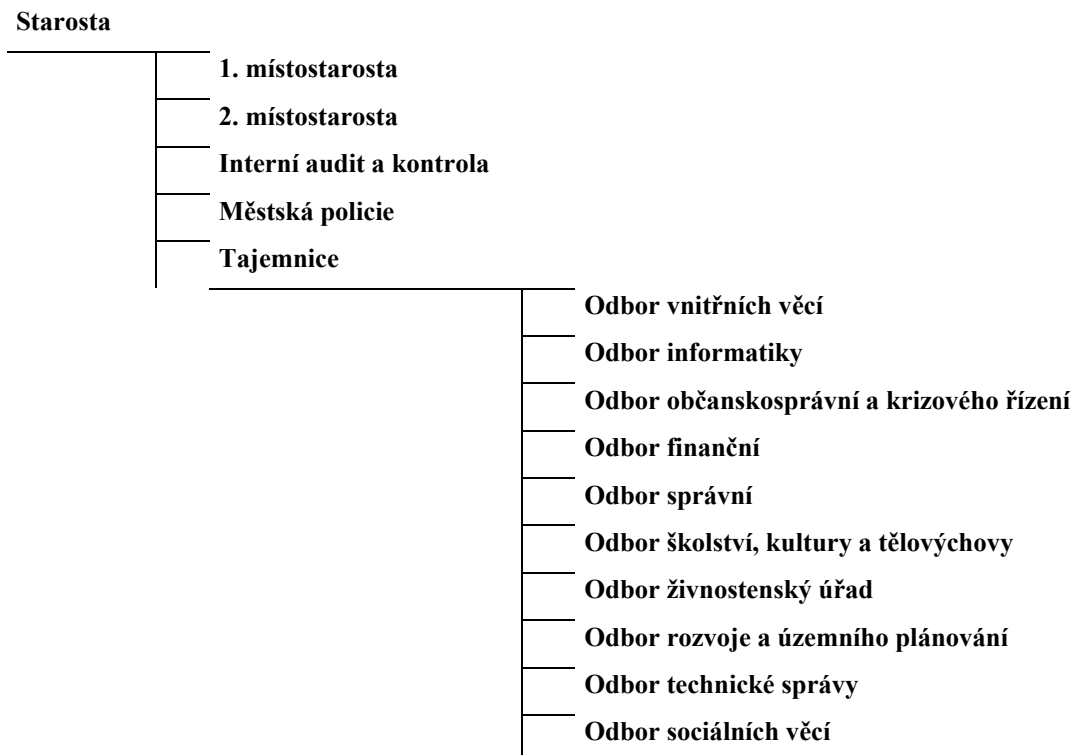 Starosta
1. místostarosta
2. místostarosta
Interní audit a kontrola
Městská policie
Tajemnice
Odbor vnitřních věcí
Odbor informatiky
Odbor občanskosprávní a krizového řízení
Odbor finanční
Odbor správní
Odbor školství, kultury a tělovýchovy
Odbor živnostenský úřad
Odbor rozvoje a územního plánování
Odbor technické správy
Odbor sociálních věcí